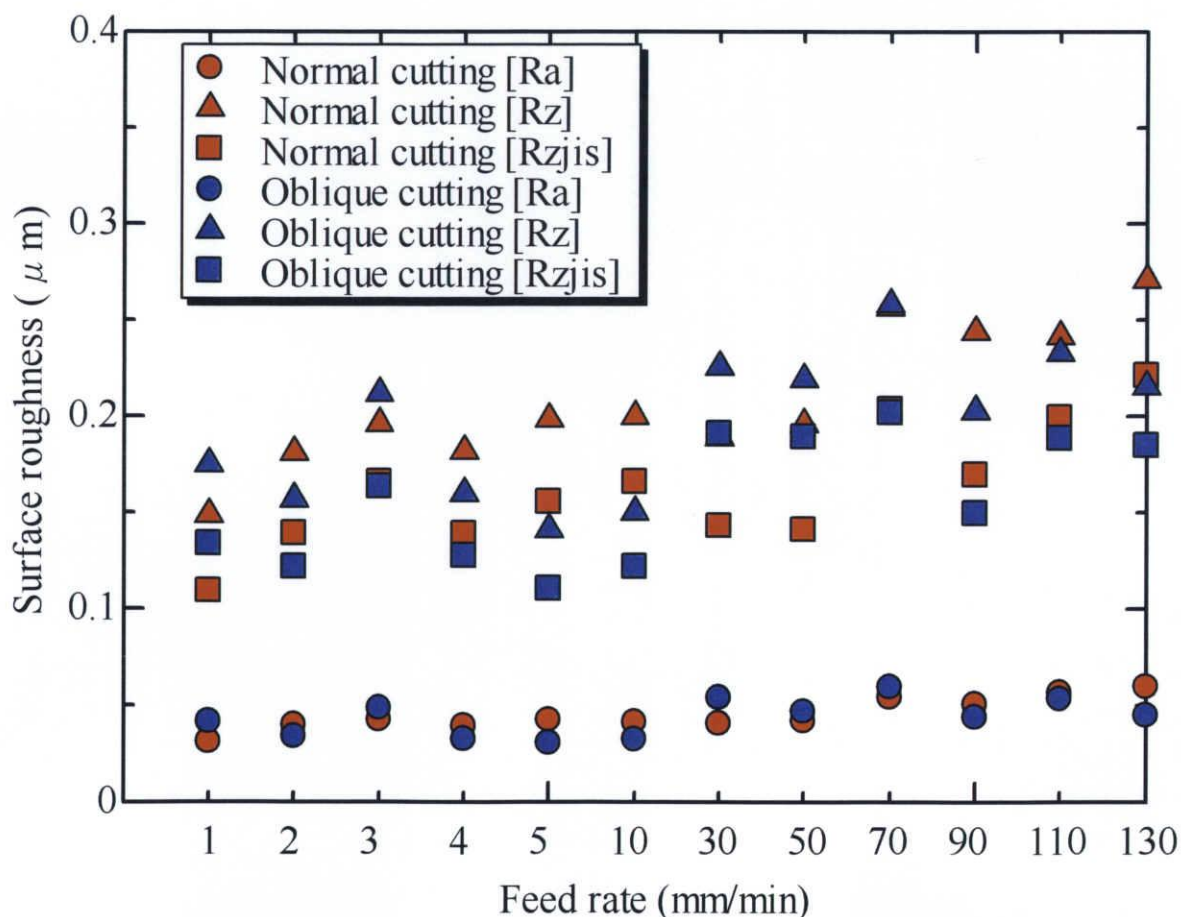 0.4
0.3
0.2
0.1
0
Surface roughness ( μ m)
Normal cutting [Ra]
Normal cutting [Rz]
Normal cutting [Rzjis]
Oblique cutting [Ra]
Oblique cutting [Rz]
Oblique cutting [Rzjis]
1 2 3 4 5 10 30 50 70 90 110 130
Feed rate (mm/min)